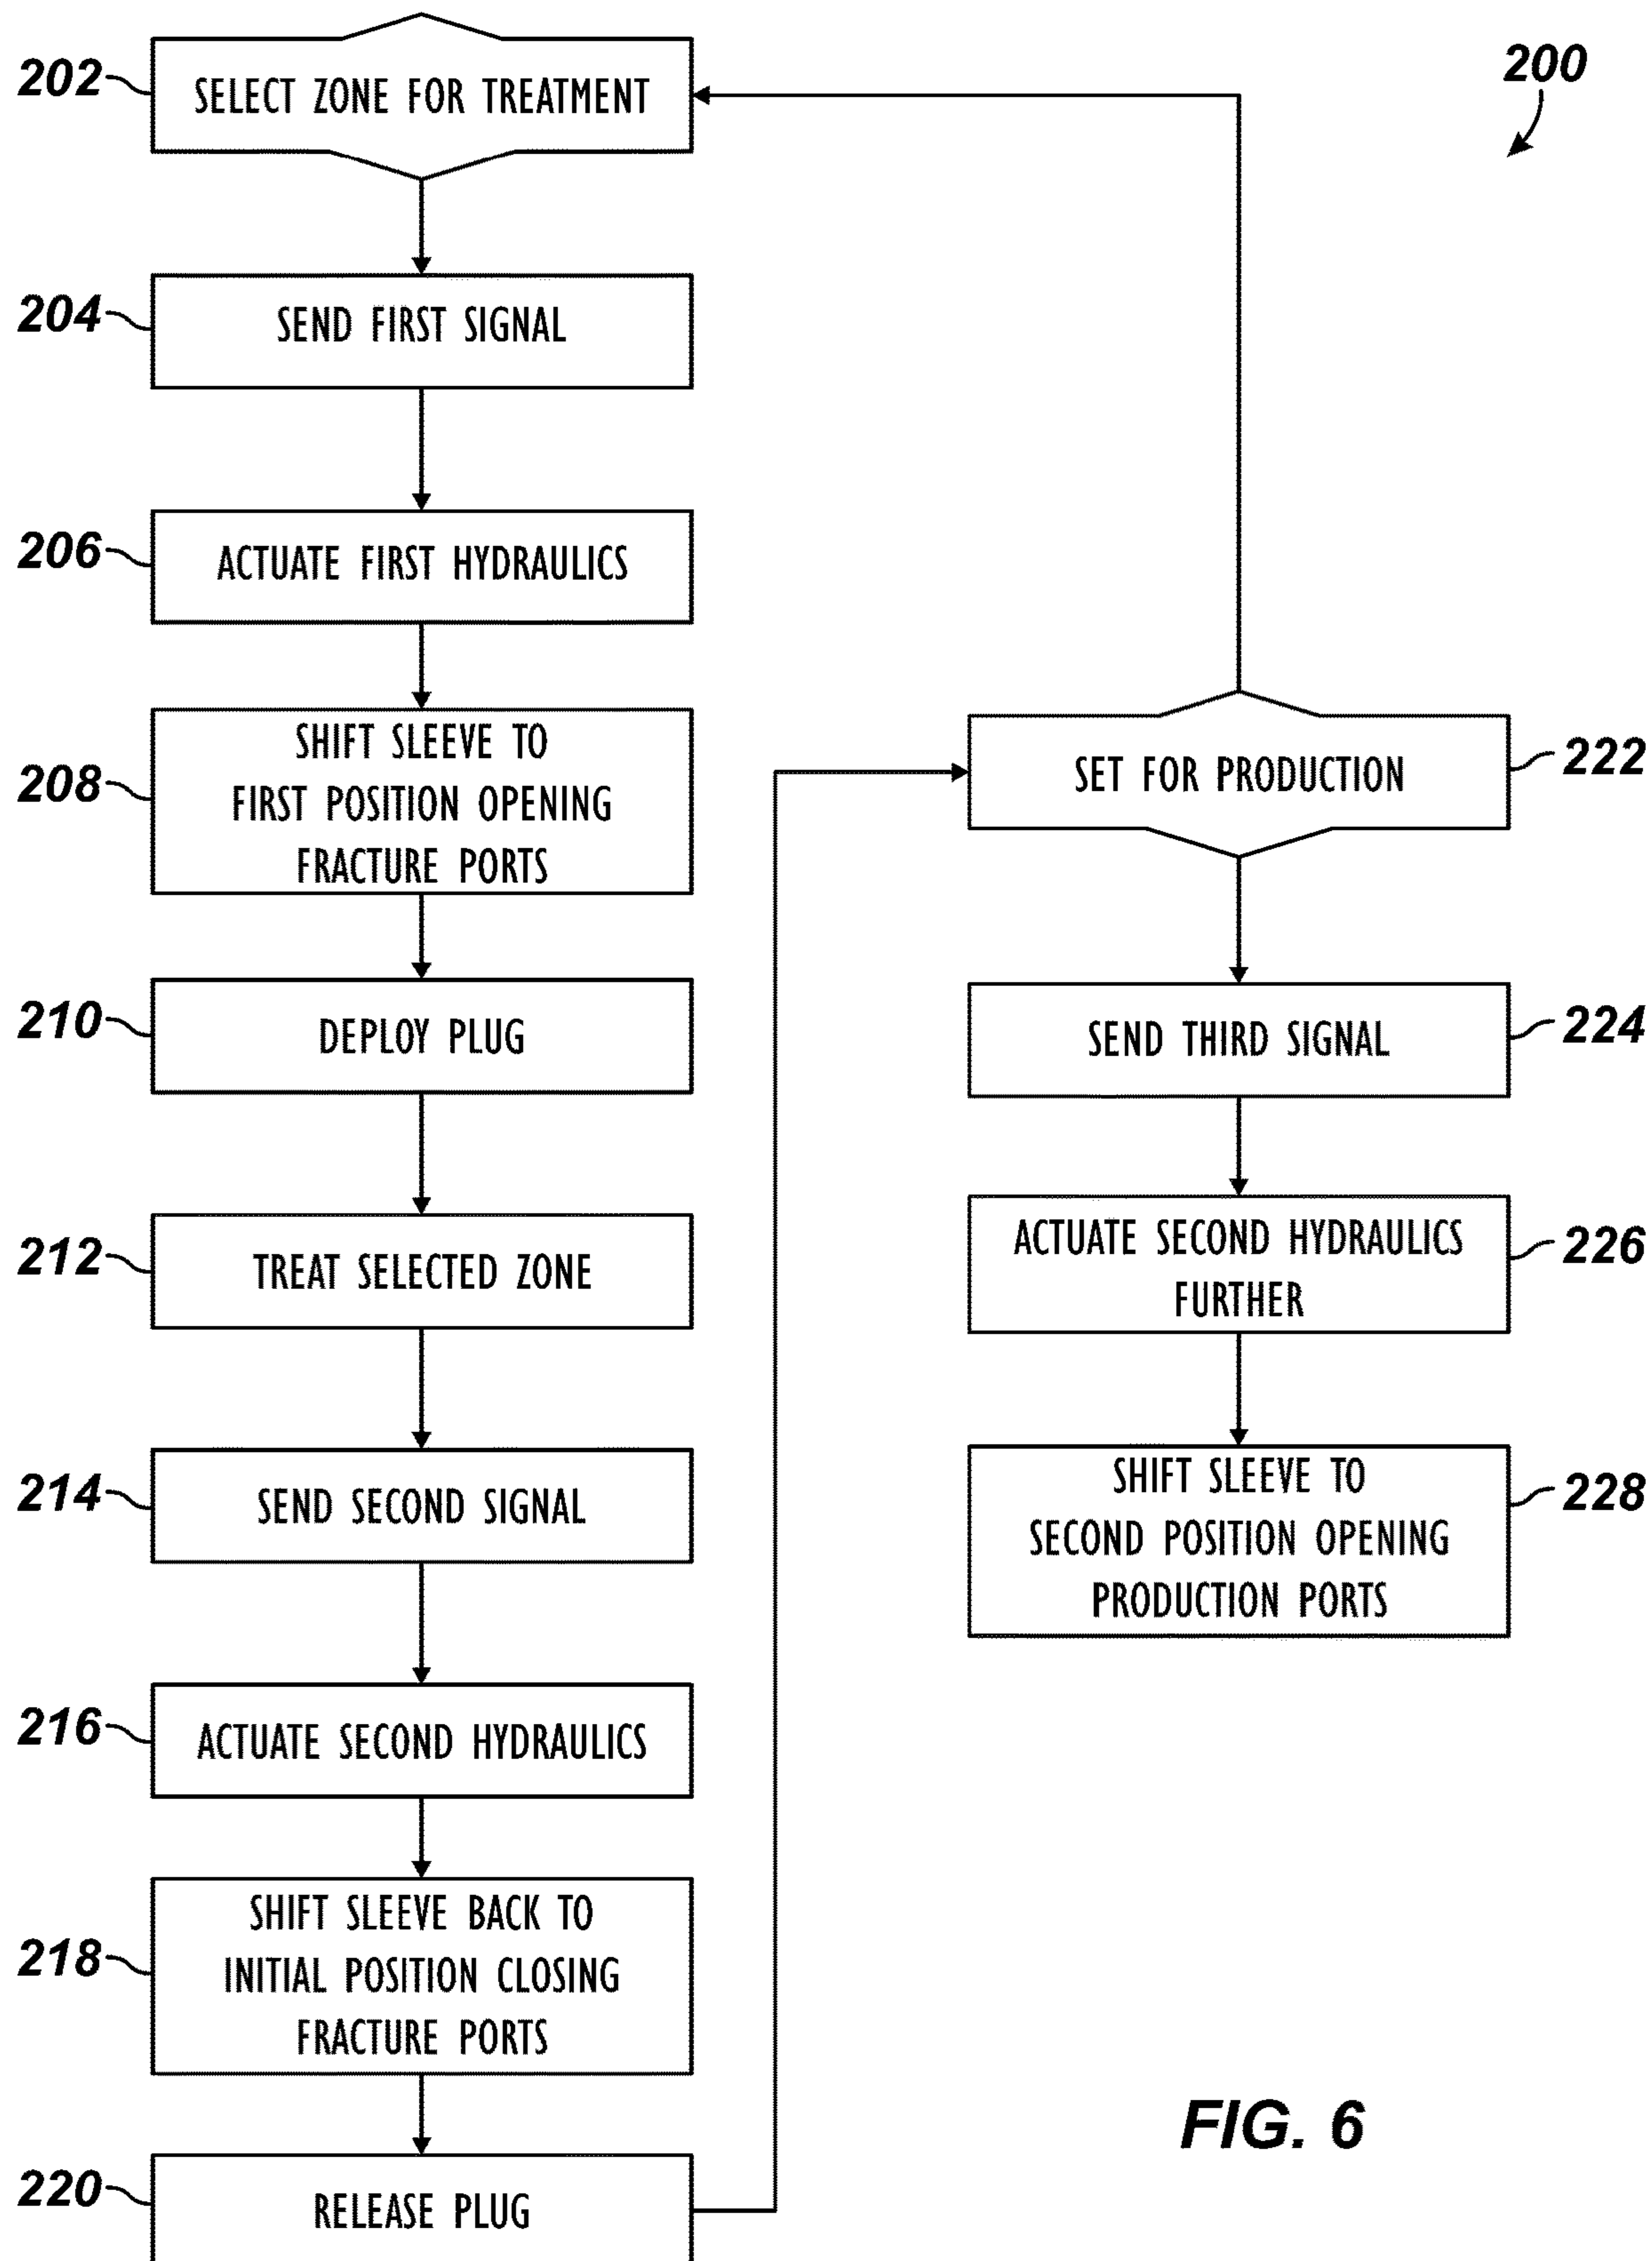 200
202
SELECT ZONE FOR TREATMENT
204
SEND FIRST SIGNAL
206
ACTUATE FIRST HYDRAULICS
208
SHIFT SLEEVE TO
FIRST POSITION OPENING
FRACTURE PORTS
210
DEPLOY PLUG
212
TREAT SELECTED ZONE
214
SEND SECOND SIGNAL
216
ACTUATE SECOND HYDRAULICS
218
SHIFT SLEEVE BACK TO
INITIAL POSITION CLOSING
FRACTURE PORTS
220
RELEASE PLUG
SET FOR PRODUCTION
222
SEND THIRD SIGNAL
224
ACTUATE SECOND HYDRAULICS
FURTHER
226
SHIFT SLEEVE TO
SECOND POSITION OPENING
PRODUCTION PORTS
228
FIG. 6